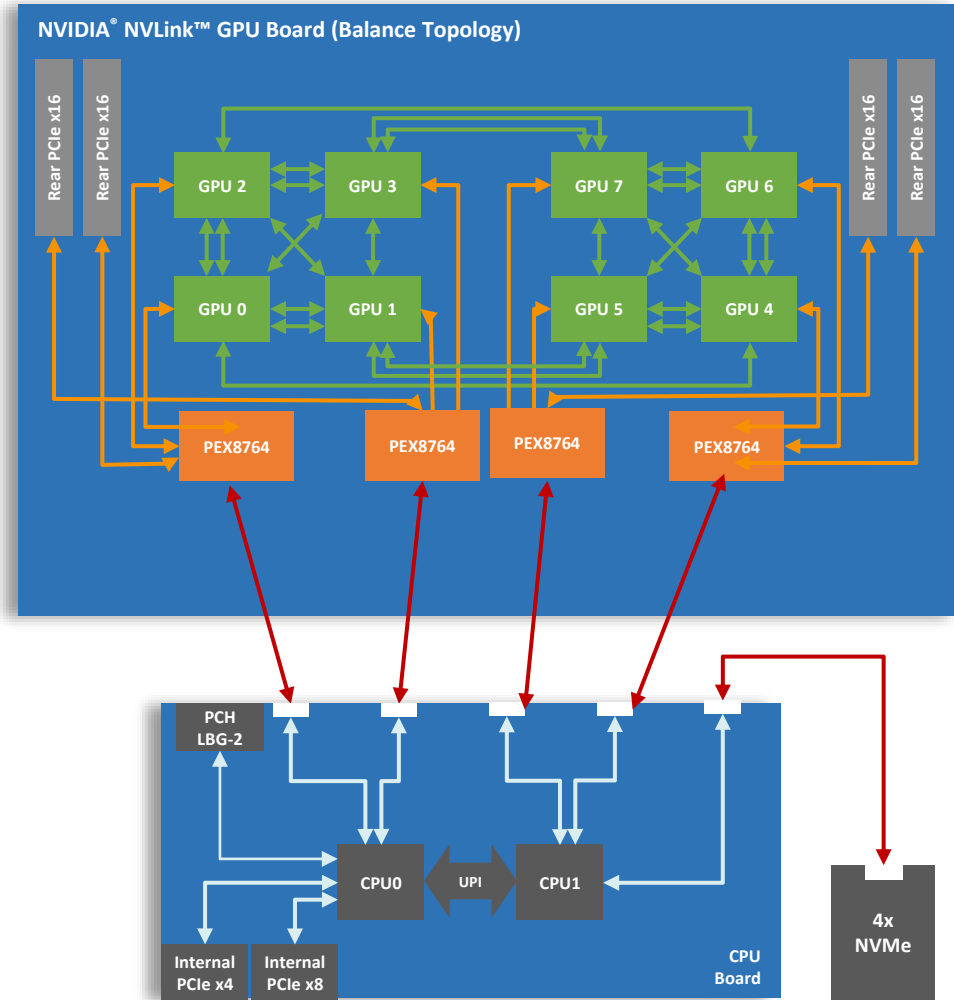 NVIDIA® NVLink™ GPU Board (Balance Topology)
Rear PCIe x16
Rear PCIe x16
Rear PCIe x16
Rear PCIe x16
GPU 2
GPU 3
GPU 7
GPU 6
GPU 0
GPU 1
GPU 5
GPU 4
PEX8764
PEX8764
PEX8764
PEX8764
PCH
LBG-2
CPU0
UPI
CPU1
Internal
PCIe x4
Internal
PCIe x8
CPU
Board
4x
NVMe